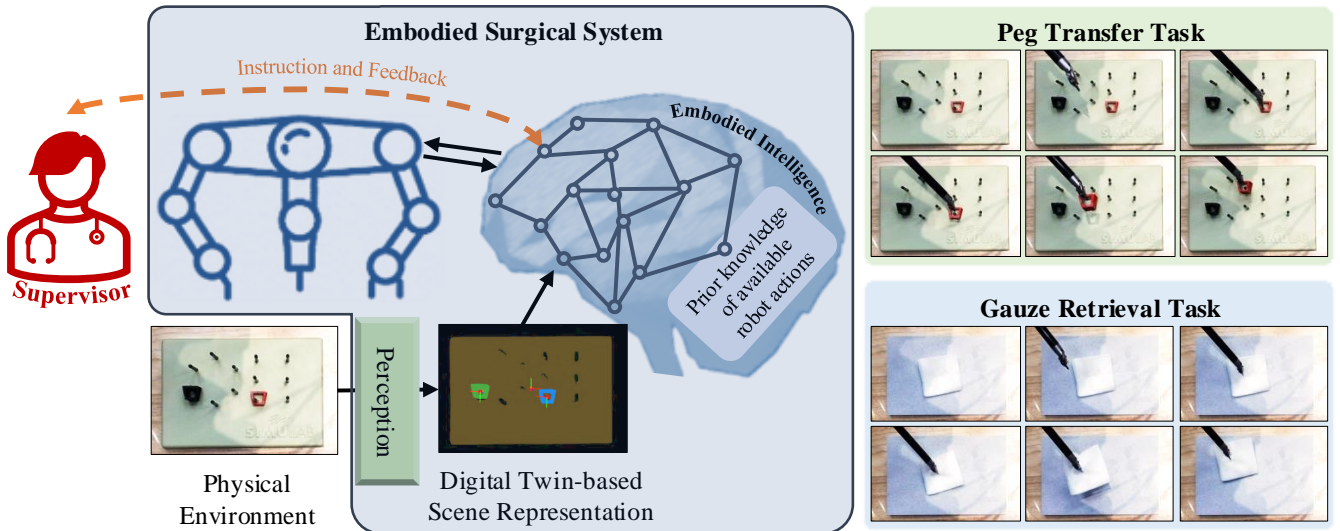 Embodied Surgical System
Instruction and Feedback
Embodied Intelligence
Prior knowledge
of available
robot actions
Supervisor
Perception
Physical
Environment
Digital Twin-based
Scene Representation
Peg Transfer Task
Gauze Retrieval Task